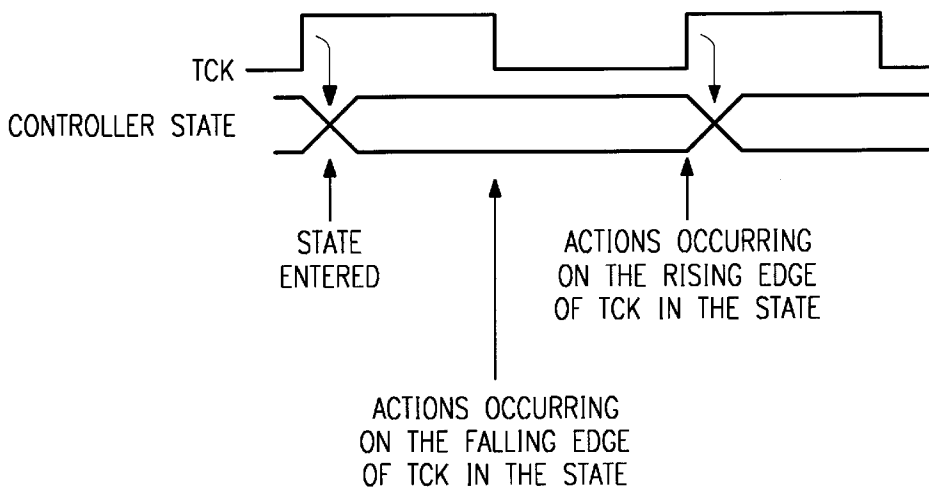 TCK
CONTROLLER STATE
STATE
ENTERED
ACTIONS OCCURRING
ON THE RISING EDGE
OF TCK IN THE STATE
ACTIONS OCCURRING
ON THE FALLING EDGE
OF TCK IN THE STATE